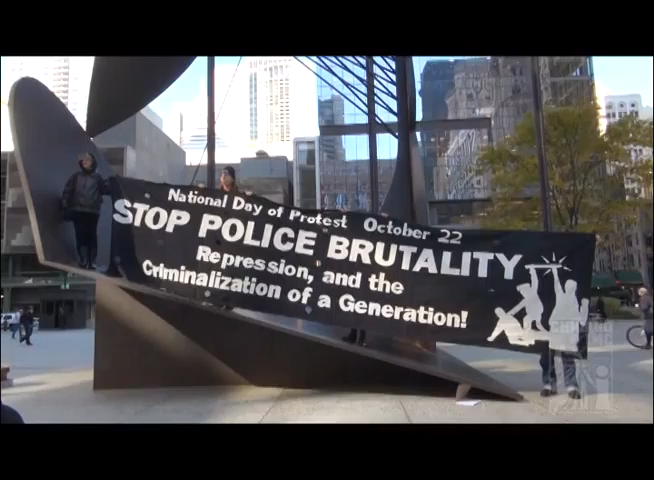 National Day of Protest October 22
STOP POLICE BRUTALITY
Repression, and the
Criminalization of a Generation!